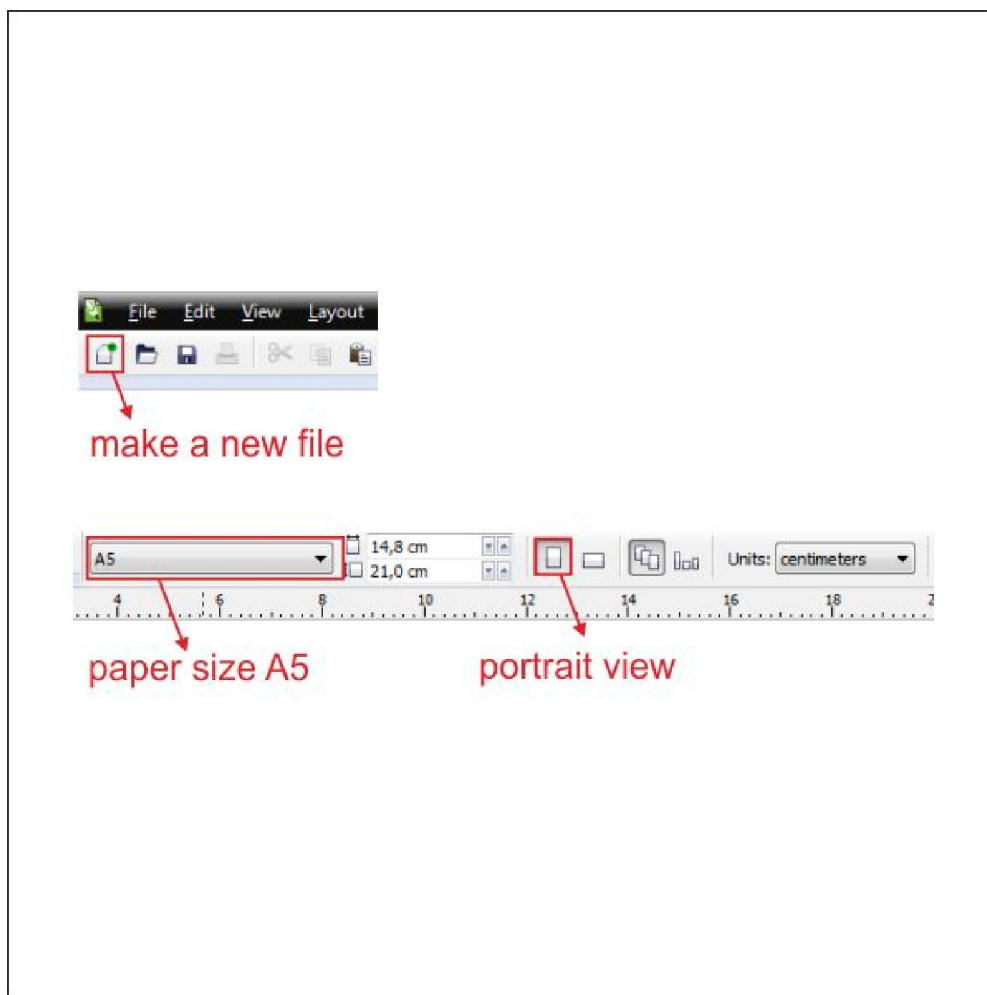 File Edit View Layout
make a new file
A5
14,8 cm
21,0 cm
Units: centimeters
4 6 8 10 12 14 16 18 2
paper size A5
portrait view